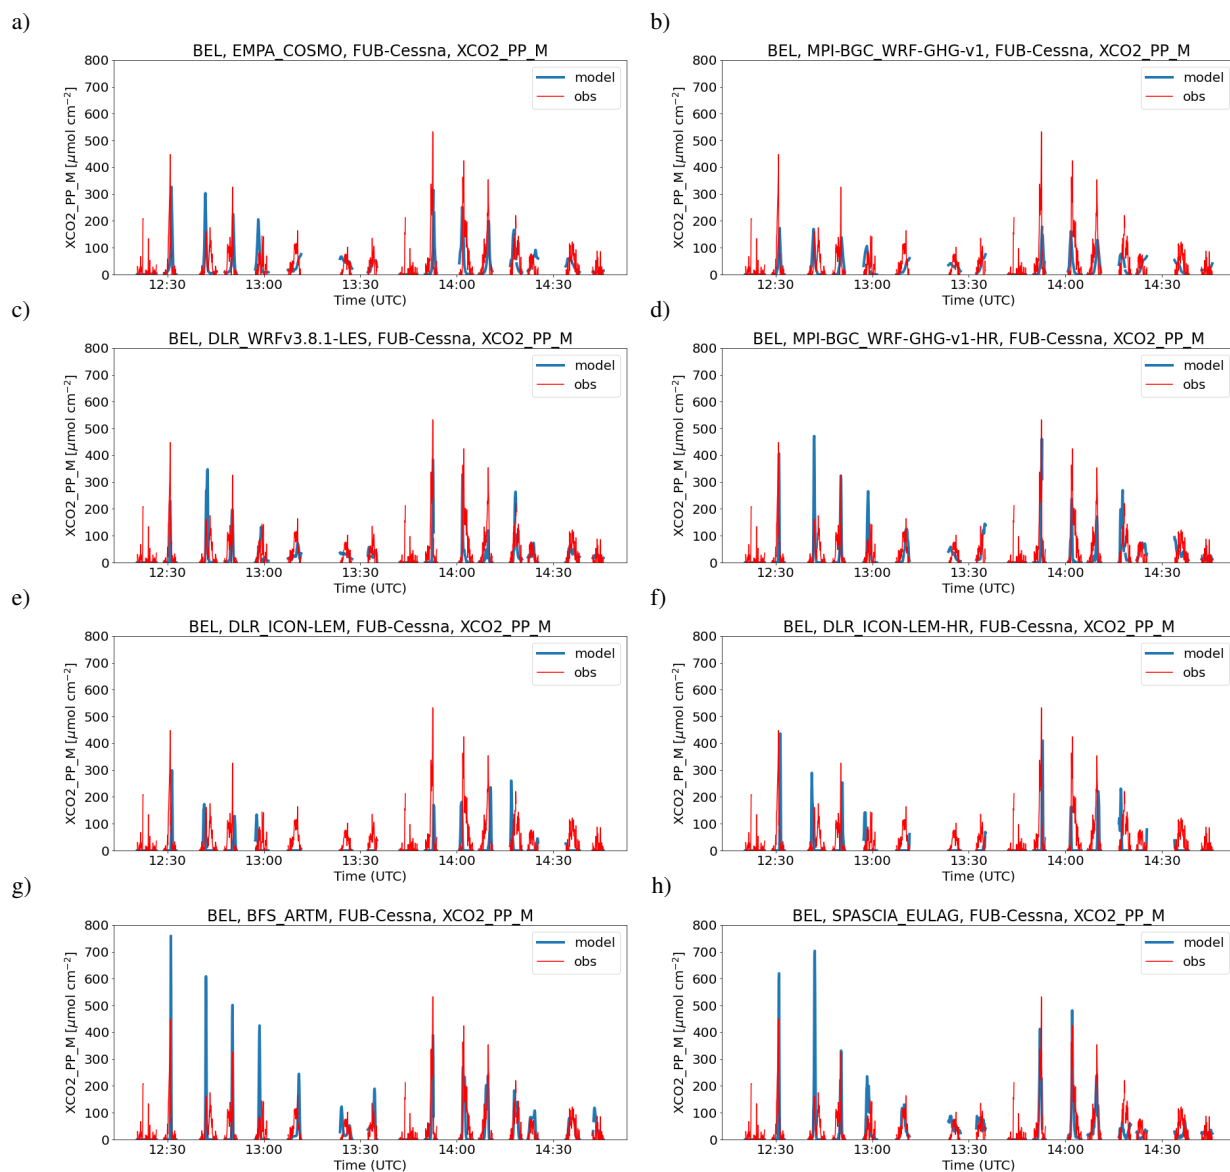 a)
BEL, EMPA_COSMO, FUB-Cessna, XCO2_PP_M
XCO2_PP_M [μmol cm⁻²]
800
700
600
500
400
300
200
100
0
model
obs
12:30 13:00 13:30 14:00 14:30
Time (UTC)
b)
BEL, MPI-BGC_WRF-GHG-v1, FUB-Cessna, XCO2_PP_M
XCO2_PP_M [μmol cm⁻²]
800
700
600
500
400
300
200
100
0
model
obs
12:30 13:00 13:30 14:00 14:30
Time (UTC)
c)
BEL, DLR_WRFv3.8.1-LES, FUB-Cessna, XCO2_PP_M
XCO2_PP_M [μmol cm⁻²]
800
700
600
500
400
300
200
100
0
model
obs
12:30 13:00 13:30 14:00 14:30
Time (UTC)
d)
BEL, MPI-BGC_WRF-GHG-v1-HR, FUB-Cessna, XCO2_PP_M
XCO2_PP_M [μmol cm⁻²]
800
700
600
500
400
300
200
100
0
model
obs
12:30 13:00 13:30 14:00 14:30
Time (UTC)
e)
BEL, DLR_ICON-LEM, FUB-Cessna, XCO2_PP_M
XCO2_PP_M [μmol cm⁻²]
800
700
600
500
400
300
200
100
0
model
obs
12:30 13:00 13:30 14:00 14:30
Time (UTC)
f)
BEL, DLR_ICON-LEM-HR, FUB-Cessna, XCO2_PP_M
XCO2_PP_M [μmol cm⁻²]
800
700
600
500
400
300
200
100
0
model
obs
12:30 13:00 13:30 14:00 14:30
Time (UTC)
g)
BEL, BFS_ARTM, FUB-Cessna, XCO2_PP_M
XCO2_PP_M [μmol cm⁻²]
800
700
600
500
400
300
200
100
0
model
obs
12:30 13:00 13:30 14:00 14:30
Time (UTC)
h)
BEL, SPASCIA_EULAG, FUB-Cessna, XCO2_PP_M
XCO2_PP_M [μmol cm⁻²]
800
700
600
500
400
300
200
100
0
model
obs
12:30 13:00 13:30 14:00 14:30
Time (UTC)